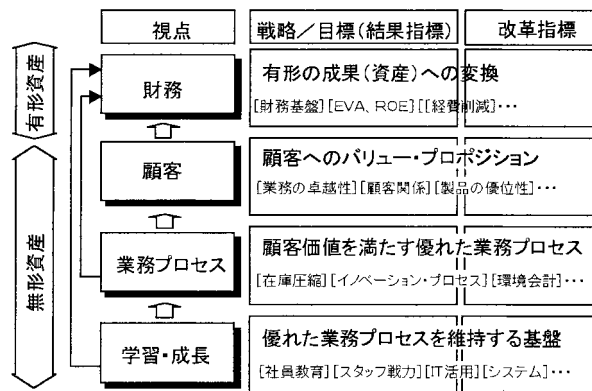 視点
戦略／目標(結果指標)
改革指標
有形資産
財務
有形の成果(資産)への変換
[財務基盤][EVA、ROE][[経費削減]･･･
無形資産
顧客
顧客へのバリュー・プロポジション
[業務の卓越性][顧客関係][製品の優位性]･･･
業務プロセス
顧客価値を満たす優れた業務プロセス
[在庫圧縮][イノベーション・プロセス][環境会計]･･･
学習・成長
優れた業務プロセスを維持する基盤
[社員教育][スタッフ戦力][IT活用][システム]･･･